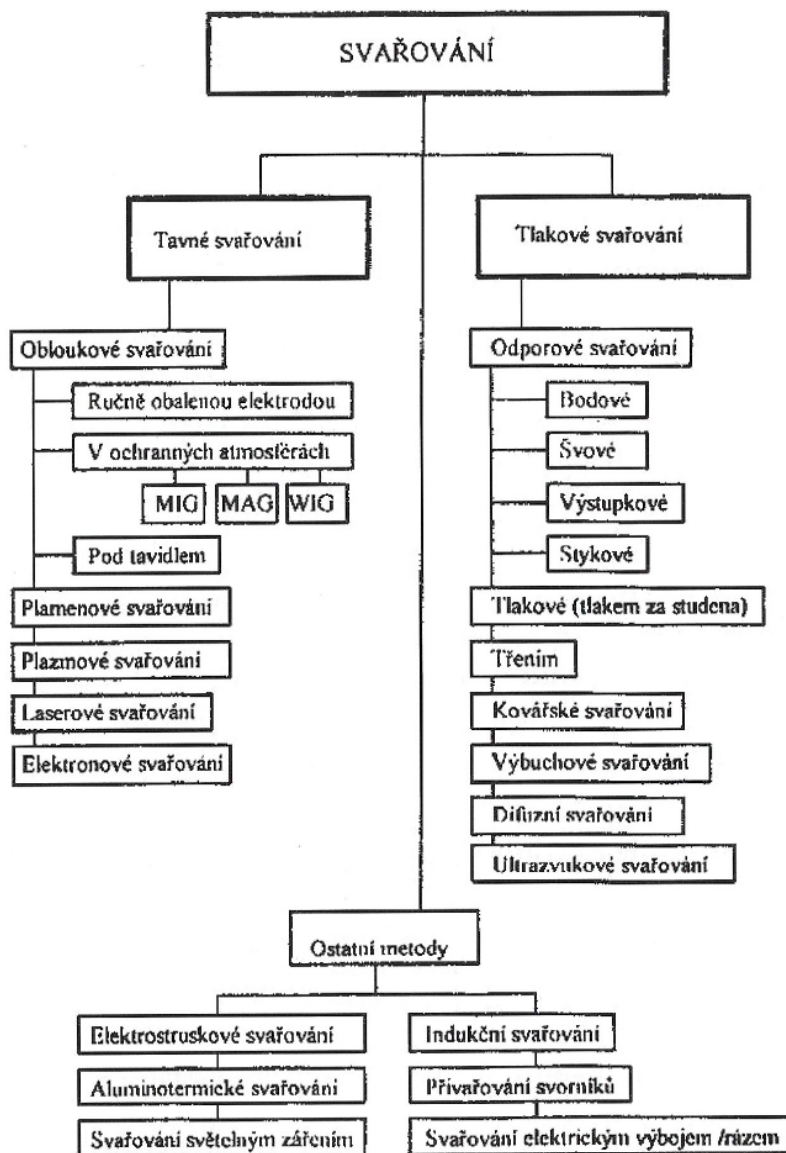 SVAŘOVÁNÍ
Tavné svařování
Obloukové svařování
Ručně obalenou elektrodou
V ochranných atmosférách
MIG MAG WIG
Pod tavidlem
Plamenové svařování
Plazmové svařování
Laserové svařování
Elektronové svařování
Tlakové svařování
Odporové svařování
Bodové
Švové
Výstupkové
Stykové
Tlakové (tlakem za studena)
Třením
Kovářské svařování
Výbuchové svařování
Difuzní svařování
Ultrazvukové svařování
Ostatní metody
Elektrostruskové svařování
Aluminotermické svařování
Svařování světelným zářením
Indukční svařování
Přivařování svorníků
Svařování elektrickým výbojem /rázem